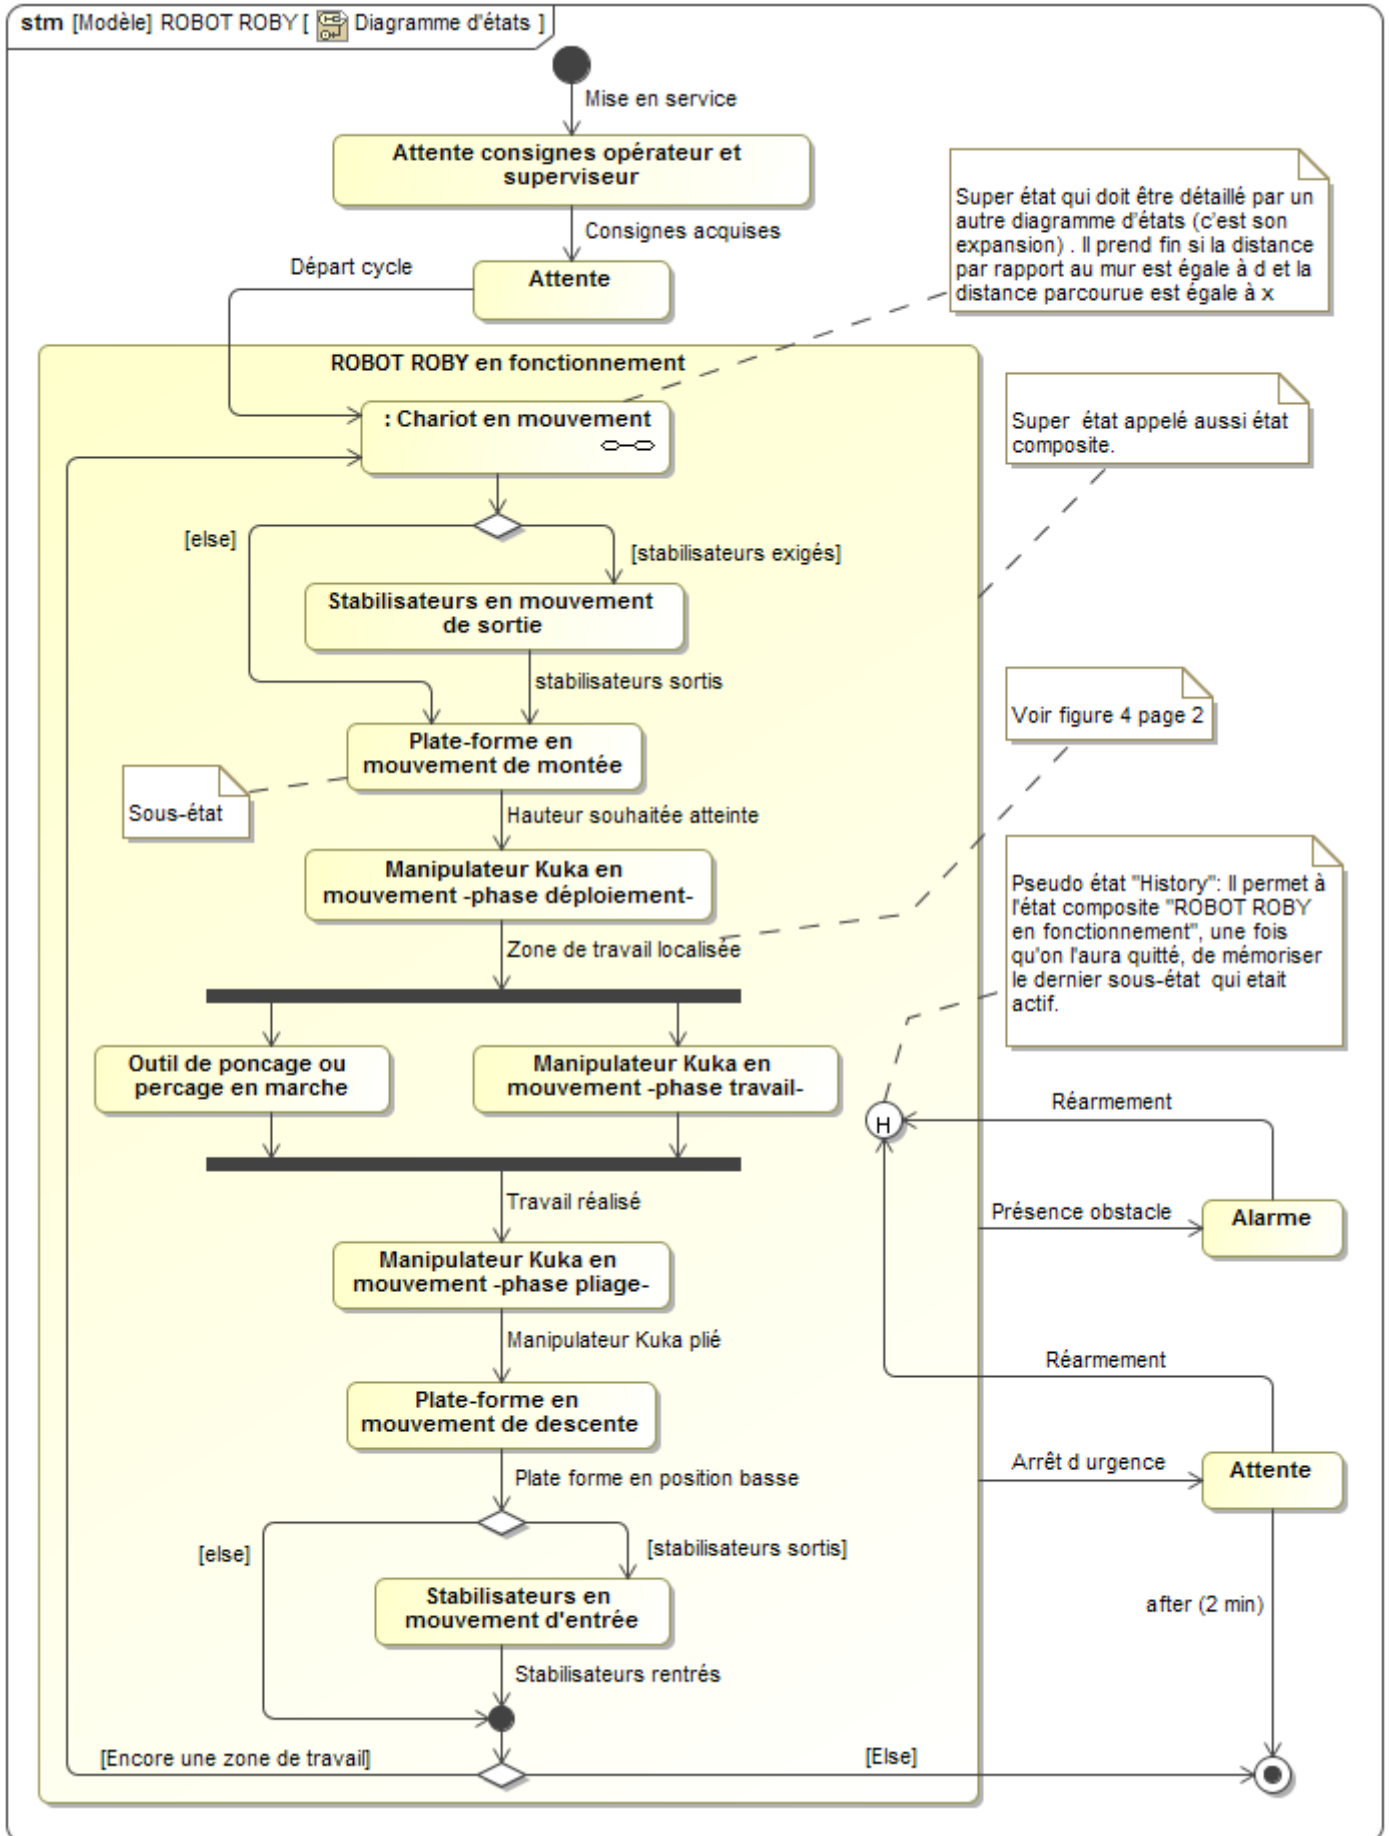 stm [Modèle] ROBOT ROBY [ Diagramme d'états ]
Mise en service
Attente consignes opérateur et
superviseur
Consignes acquises
Départ cycle
Attente
Super état qui doit être détaillé par un
autre diagramme d'états (c'est son
expansion) . Il prend fin si la distance
par rapport au mur est égale à d et la
distance parcourue est égale à x
ROBOT ROBY en fonctionnement
: Chariot en mouvement
Super  état appelé aussi état
composite.
[else]
[stabilisateurs exigés]
Stabilisateurs en mouvement
de sortie
stabilisateurs sortis
Voir figure 4 page 2
Plate-forme en
mouvement de montée
Sous-état
Hauteur souhaitée atteinte
Manipulateur Kuka en
mouvement -phase déploiement-
Pseudo état "History": Il permet à
l'état composite "ROBOT ROBY
en fonctionnement", une fois
qu'on l'aura quitté, de mémoriser
le dernier sous-état  qui etait
actif.
Zone de travail localisée
Outil de poncage ou
percage en marche
Manipulateur Kuka en
mouvement -phase travail-
H
Réarmement
Travail réalisé
Présence obstacle
Alarme
Manipulateur Kuka en
mouvement -phase pliage-
Manipulateur Kuka plié
Réarmement
Plate-forme en
mouvement de descente
Arrêt d urgence
Attente
Plate forme en position basse
[else]
[stabilisateurs sortis]
Stabilisateurs en
mouvement d'entrée
after (2 min)
Stabilisateurs rentrés
[Encore une zone de travail]
[Else]